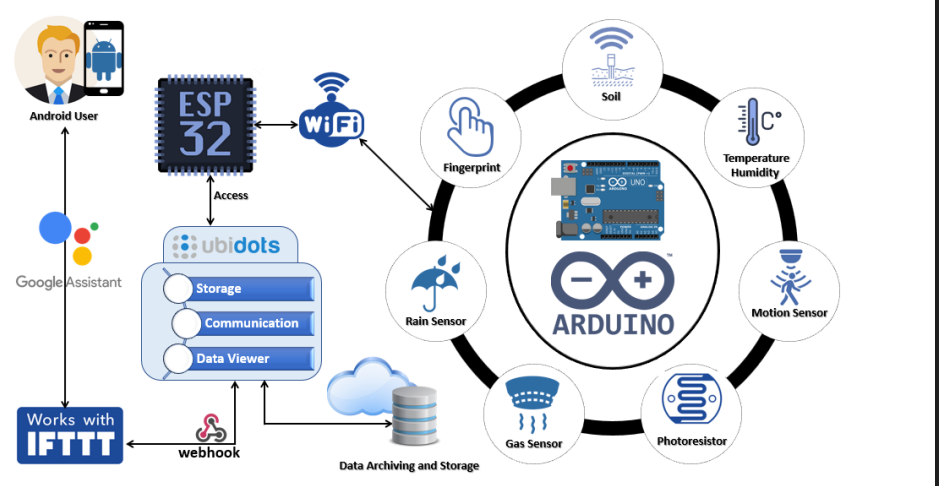 Android User
ESP
32
WiFi
Access
ubidots
Storage
Communication
Data Viewer
Google Assistant
Works with
IFTTT
webhook
Data Archiving and Storage
Soil
Fingerprint
Temperature
Humidity
C°
UNO
ARDUINO
™
Rain Sensor
Motion Sensor
Gas Sensor
Photoresistor